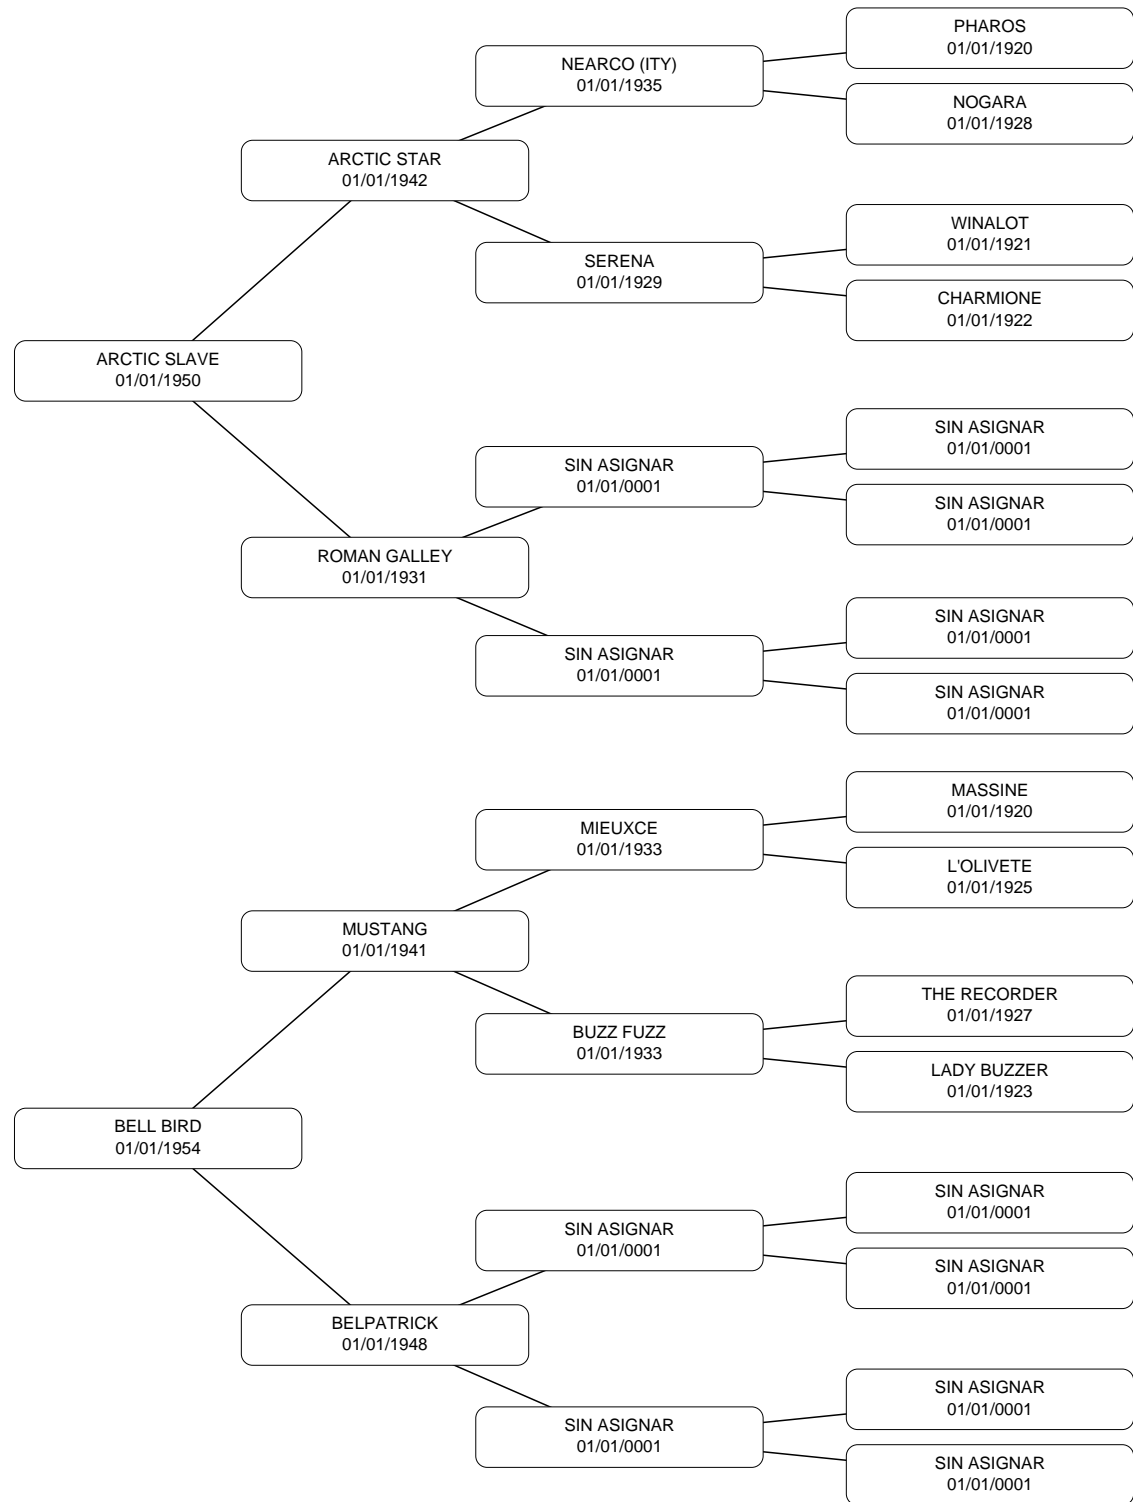 PHAROS
01/01/1920
NEARCO (ITY)
01/01/1935
NOGARA
01/01/1928
ARCTIC STAR
01/01/1942
WINALOT
01/01/1921
SERENA
01/01/1929
CHARMIONE
01/01/1922
ARCTIC SLAVE
01/01/1950
SIN ASIGNAR
01/01/0001
SIN ASIGNAR
01/01/0001
SIN ASIGNAR
01/01/0001
ROMAN GALLEY
01/01/1931
SIN ASIGNAR
01/01/0001
SIN ASIGNAR
01/01/0001
SIN ASIGNAR
01/01/0001
MASSINE
01/01/1920
MIEUXCE
01/01/1933
L'OLIVETE
01/01/1925
MUSTANG
01/01/1941
THE RECORDER
01/01/1927
BUZZ FUZZ
01/01/1933
LADY BUZZER
01/01/1923
BELL BIRD
01/01/1954
SIN ASIGNAR
01/01/0001
SIN ASIGNAR
01/01/0001
SIN ASIGNAR
01/01/0001
BELPATRICK
01/01/1948
SIN ASIGNAR
01/01/0001
SIN ASIGNAR
01/01/0001
SIN ASIGNAR
01/01/0001